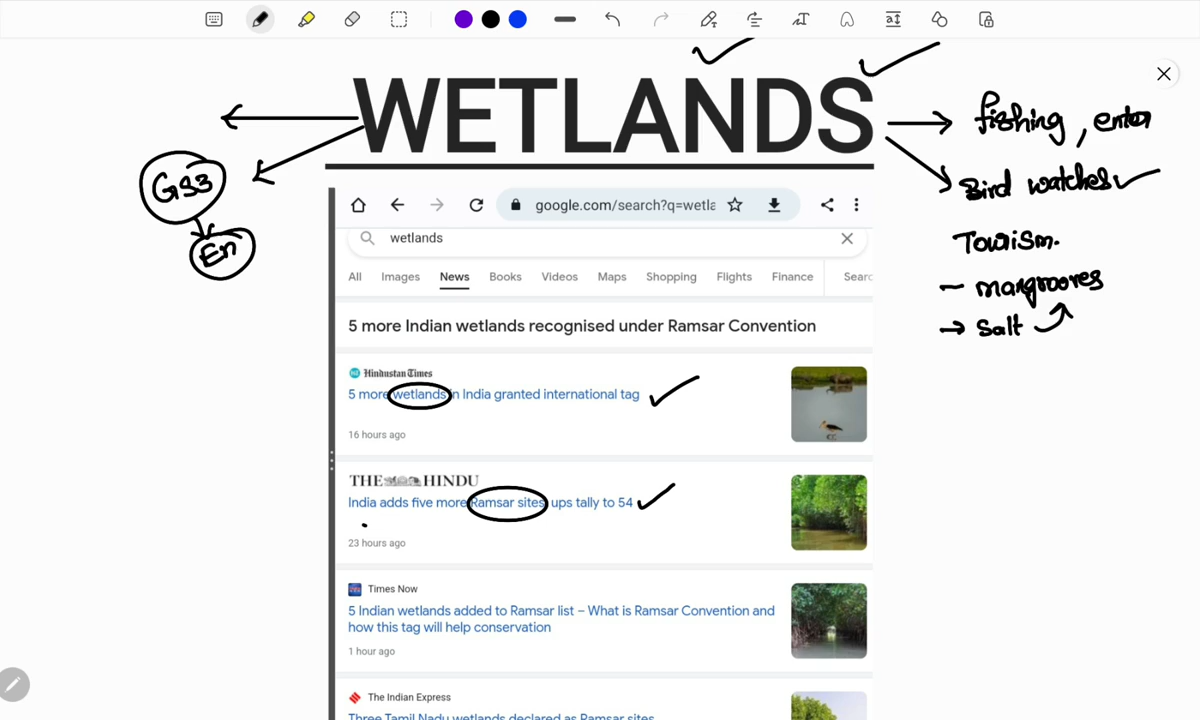 WETLANDS
fishing, enter
GS3
Bird watches
En
google.com/search?q=wetla
Tourism.
wetlands
All Images News Books Videos Maps Shopping Flights Finance Searc
- mangrooves
5 more Indian wetlands recognised under Ramsar Convention
→ Salt
Hindustan Times
5 more wetlands in India granted international tag
16 hours ago
THE HINDU
India adds five more Ramsar sites, ups tally to 54
23 hours ago
Times Now
5 Indian wetlands added to Ramsar list – What is Ramsar Convention and
how this tag will help conservation
1 hour ago
The Indian Express
Three Tamil Nadu wetlands declared as Ramsar sites